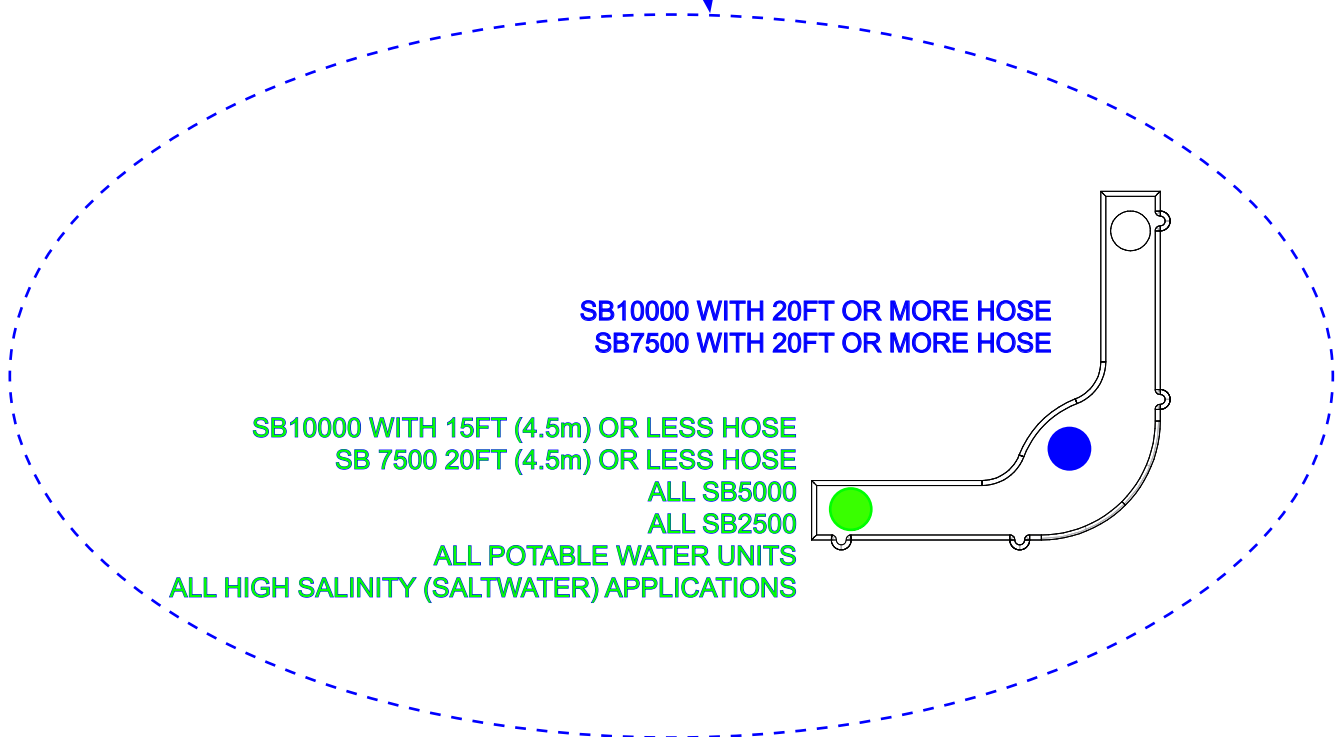 SB10000 WITH 20FT OR MORE HOSE
SB7500 WITH 20FT OR MORE HOSE
SB10000 WITH 15FT (4.5m) OR LESS HOSE
SB 7500 20FT (4.5m) OR LESS HOSE
ALL SB5000
ALL SB2500
ALL POTABLE WATER UNITS
ALL HIGH SALINITY (SALTWATER) APPLICATIONS